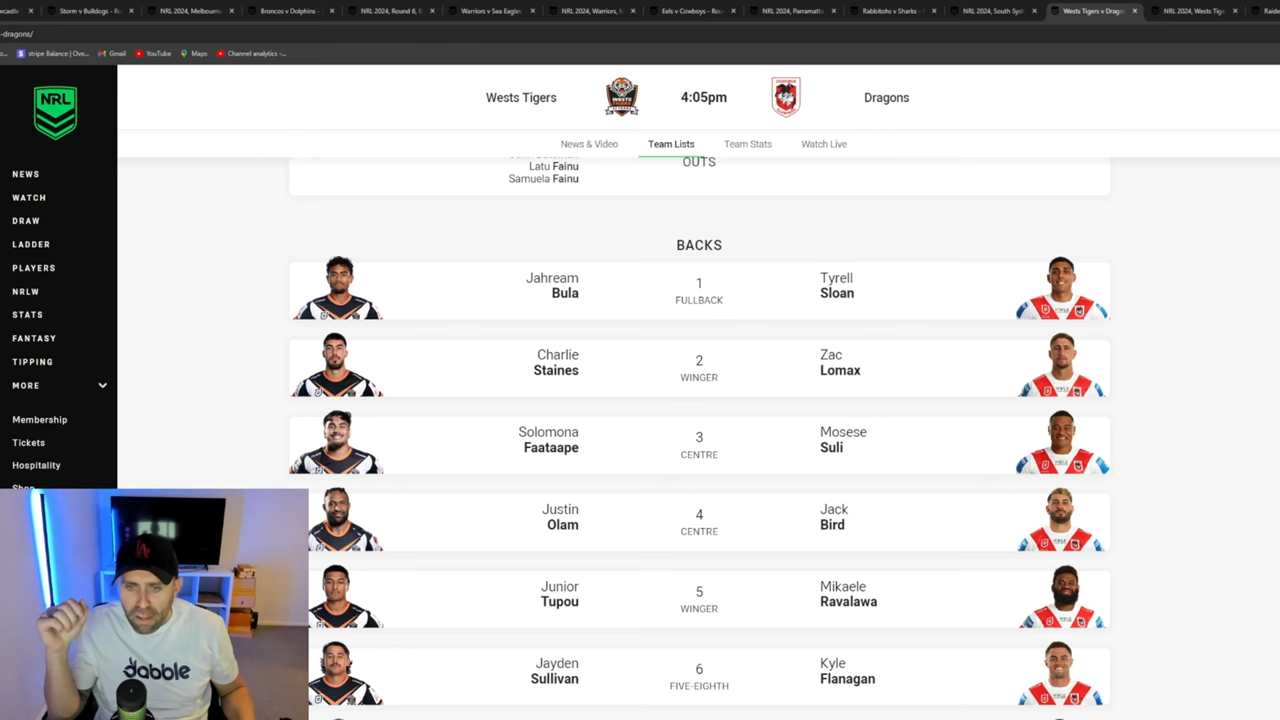 castle
Storm v Bulldogs - R
NRL 2024, Melbourne
Broncos v Dolphins -
NRL 2024, Round 6, E
Warriors v Sea Eagles
NRL 2024, Warriors, M
Eels v Cowboys - Rou
NRL 2024, Parramatta
Rabbitohs v Sharks -
NRL 2024, South Syd
Wests Tigers v Drago
NRL 2024, Wests Tig
Raide
-dragons/
stripe Balance | Ove...
Gmail
YouTube
Maps
Channel analytics -...
NRL
Wests Tigers
4:05pm
Dragons
News & Video
Team Lists
Team Stats
Watch Live
NEWS
WATCH
DRAW
LADDER
PLAYERS
NRLW
STATS
FANTASY
TIPPING
MORE
Membership
Tickets
Hospitality
OUTS
Latu Fainu
Samuela Fainu
BACKS
Jahream
Bula
1
FULLBACK
Tyrell
Sloan
Charlie
Staines
2
WINGER
Zac
Lomax
Solomona
Faataape
3
CENTRE
Mosese
Suli
Justin
Olam
4
CENTRE
Jack
Bird
Junior
Tupou
5
WINGER
Mikaele
Ravalawa
Jayden
Sullivan
6
FIVE-EIGHTH
Kyle
Flanagan
dabble